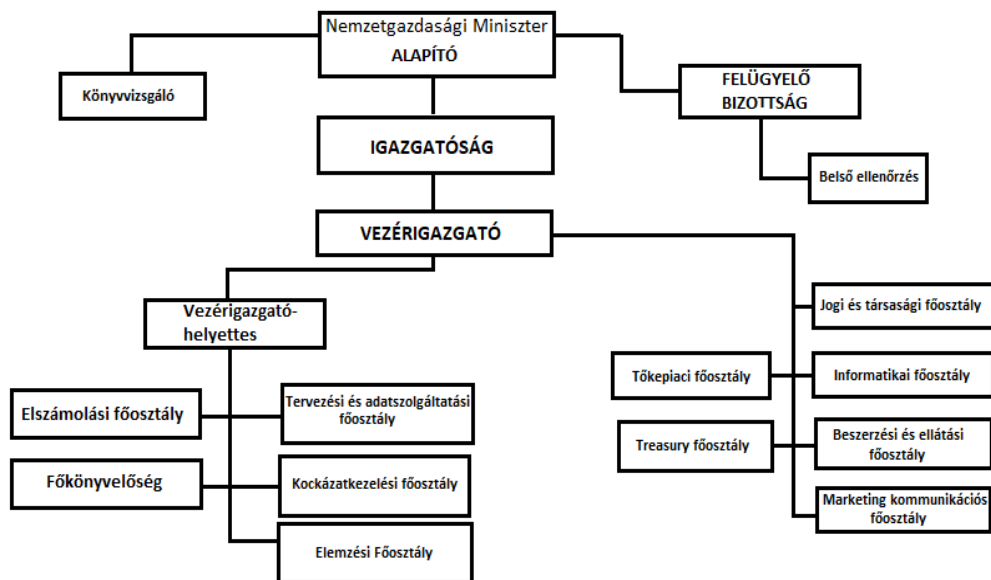 Nemzetgazdasági Miniszter
ALAPÍTÓ
Könyvvizsgáló
FELÜGYELŐ
BIZOTTSÁG
IGAZGATÓSÁG
Belső ellenőrzés
VEZÉRIGAZGATÓ
Vezérigazgató-
helyettes
Jogi és társasági főosztály
Tőkepiaci főosztály
Informatikai főosztály
Elszámolási főosztály
Tervezési és adatszolgáltatási
főosztály
Treasury főosztály
Beszerzési és ellátási
főosztály
Főkönyvelőség
Kockázatkezelési főosztály
Marketing kommunikációs
főosztály
Elemzési Főosztály